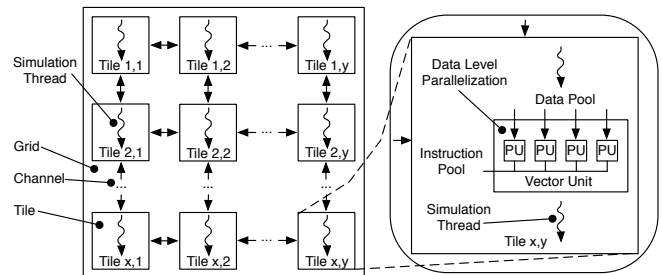 Simulation
Thread
Grid
Channel
Tile
Tile 1,1
Tile 1,2
...
Tile 1,y
Tile 2,1
Tile 2,2
...
Tile 2,y
...
...
...
Tile x,1
Tile x,2
...
Tile x,y
Data Level
Parallelization
Data Pool
PU
PU
PU
PU
Instruction
Pool
Vector Unit
Simulation
Thread
Tile x,y